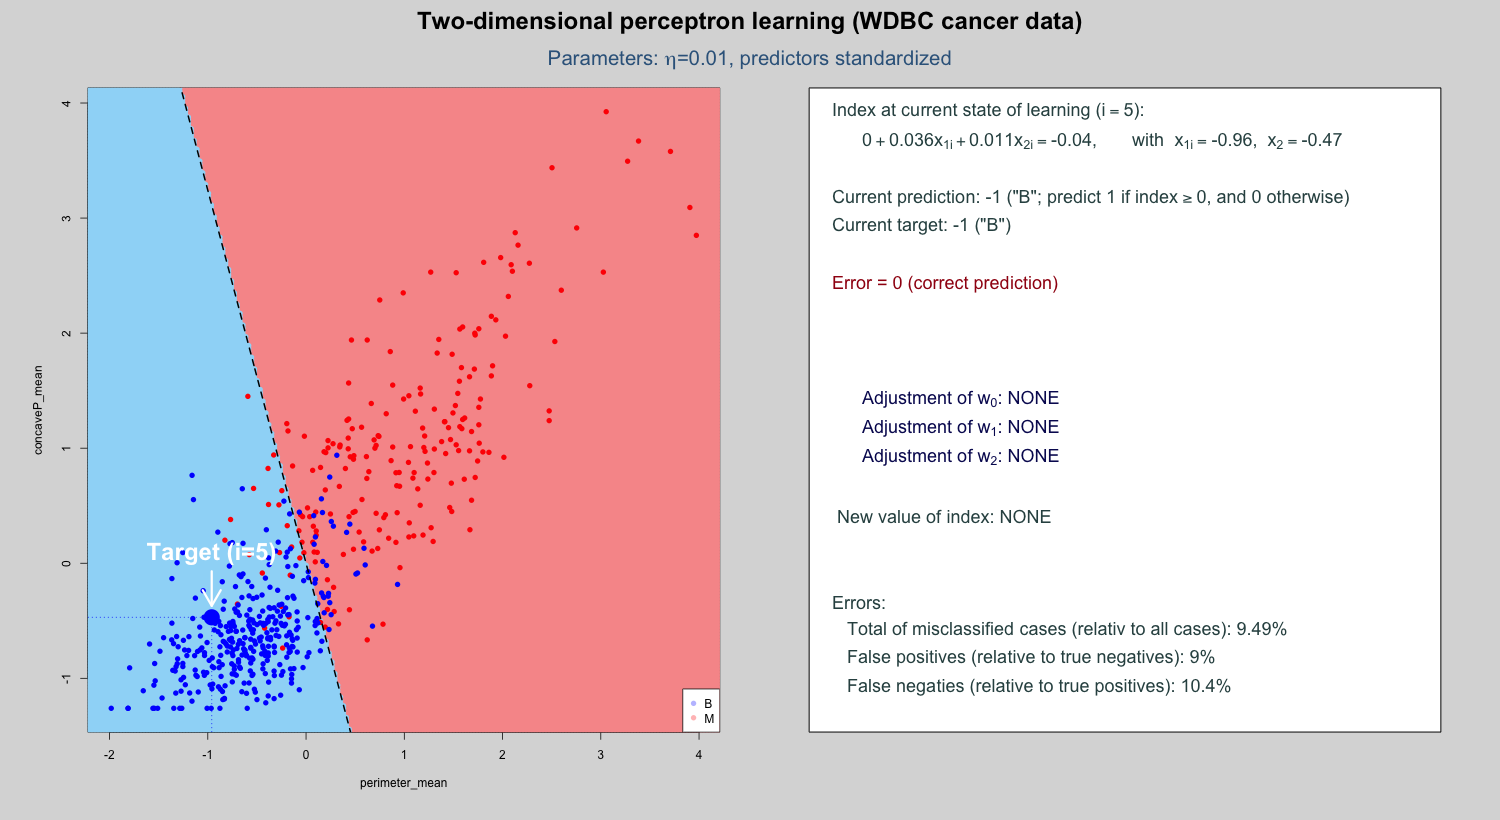 Two-dimensional perceptron learning (WDBC cancer data)
Parameters: η=0.01, predictors standardized
4
3
2
1
0
-1
concaveP_mean
Target (i=5)
B
M
-2 -1 0 1 2 3 4
perimeter_mean
Index at current state of learning (i = 5):
0 + 0.036x1i + 0.011x2i = -0.04, with x1i = -0.96, x2 = -0.47
Current prediction: -1 ("B"; predict 1 if index ≥ 0, and 0 otherwise)
Current target: -1 ("B")
Error = 0 (correct prediction)
Adjustment of w0: NONE
Adjustment of w1: NONE
Adjustment of w2: NONE
New value of index: NONE
Errors:
Total of misclassified cases (relativ to all cases): 9.49%
False positives (relative to true negatives): 9%
False negaties (relative to true positives): 10.4%